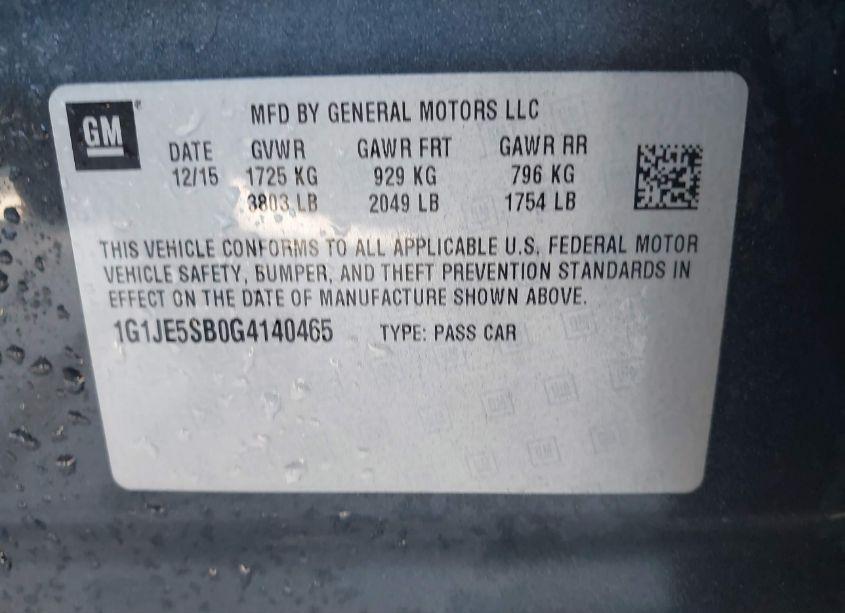 GM
MFD BY GENERAL MOTORS LLC
DATE GVWR GAWR FRT GAWR RR
12/15 1725 KG 929 KG 796 KG
3803 LB 2049 LB 1754 LB
THIS VEHICLE CONFORMS TO ALL APPLICABLE U.S. FEDERAL MOTOR
VEHICLE SAFETY, BUMPER, AND THEFT PREVENTION STANDARDS IN
EFFECT ON THE DATE OF MANUFACTURE SHOWN ABOVE.
1G1JE5SB0G4140465 TYPE: PASS CAR